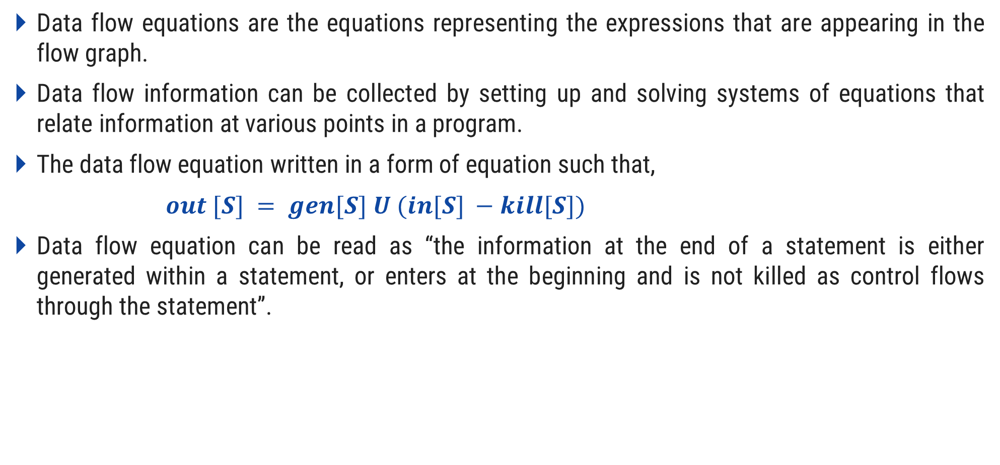 Data flow equations are the equations representing the expressions that are appearing in the
flow graph.
Data flow information can be collected by setting up and solving systems of equations that
relate information at various points in a program.
The data flow equation written in a form of equation such that,
out [S] = gen[S] U (in[S] − kill[S])
Data flow equation can be read as “the information at the end of a statement is either
generated within a statement, or enters at the beginning and is not killed as control flows
through the statement”.